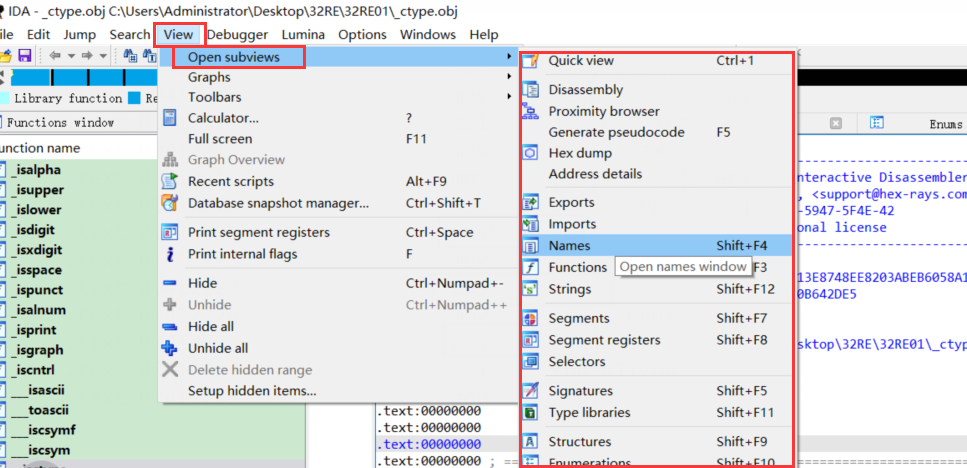 IDA - _ctype.obj C:\Users\Administrator\Desktop\32RE\32RE01\_ctype.obj
ile Edit Jump Search View Debugger Lumina Options Windows Help
Open subviews
Graphs
Toolbars
Calculator... ?
Full screen F11
Graph Overview
Recent scripts Alt+F9
Database snapshot manager... Ctrl+Shift+T
Print segment registers Ctrl+Space
Print internal flags F
Hide Ctrl+Numpad+-
Unhide Ctrl+Numpad++
Hide all
Unhide all
Delete hidden range
Setup hidden items...
Quick view Ctrl+1
Disassembly
Proximity browser
Generate pseudocode F5
Hex dump
Address details
Exports
Imports
Names Shift+F4
Functions F3
Open names window
Strings Shift+F12
Segments Shift+F7
Segment registers Shift+F8
Selectors
Signatures Shift+F5
Type libraries Shift+F11
Structures Shift+F9
Enumerations Shift+F10
Library function Re
Functions window
unction name
_isalpha
_isupper
_islower
_isdigit
_isxdigit
_isspace
_ispunct
_isalnum
_isprint
_isgraph
_iscntrl
___isascii
___toascii
___iscsymf
___iscsym
Enums
nteractive Disassembler
, <support@hex-rays.com
-5947-5F4E-42
onal license
13E8748EE8203ABEB6058A1
0B642DE5
sktop\32RE\32RE01\_ctyp
.text:00000000
.text:00000000
.text:00000000
.text:00000000 ; ==